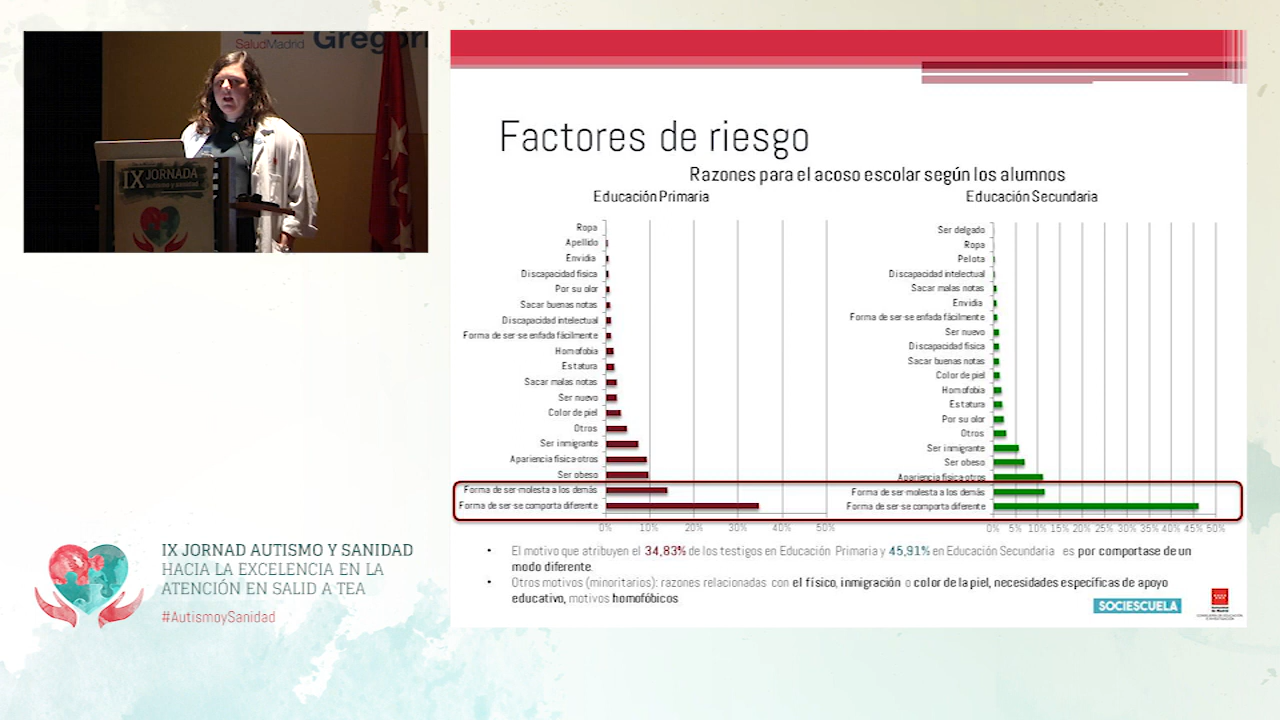 SaludMadrid
Gregori
IX JORNADA
autismo y sanidad
Factores de riesgo
Razones para el acoso escolar según los alumnos
Educación Primaria
Ropa
Apellido
Envidia
Discapacidad física
Por su olor
Sacar buenas notas
Discapacidad intelectual
Forma de ser-se enfada fácilmente
Homofobia
Estatura
Sacar malas notas
Ser nuevo
Color de piel
Otros
Ser inmigrante
Apariencia física-otros
Ser obeso
Forma de ser-molesta a los demás
Forma de ser-se comporta diferente
0% 10% 20% 30% 40% 50%
Educación Secundaria
Ser delgado
Ropa
Pelota
Discapacidad intelectual
Sacar malas notas
Envidia
Forma de ser-se enfada fácilmente
Ser nuevo
Discapacidad física
Sacar buenas notas
Color de piel
Homofobia
Estatura
Por su olor
Otros
Ser inmigrante
Ser obeso
Apariencia física-otros
Forma de ser-molesta a los demás
Forma de ser-se comporta diferente
0% 5% 10% 15% 20% 25% 30% 35% 40% 45% 50%
• El motivo que atribuyen el 34,83% de los testigos en Educación Primaria y 45,91% en Educación Secundaria es por comportase de un
modo diferente.
• Otros motivos (minoritarios): razones relacionadas con el físico, inmigración o color de la piel, necesidades específicas de apoyo
educativo, motivos homofóbicos
SOCIESCUELA
IX JORNAD AUTISMO Y SANIDAD
HACIA LA EXCELENCIA EN LA
ATENCIÓN EN SALID A TEA
#AutismoySanidad